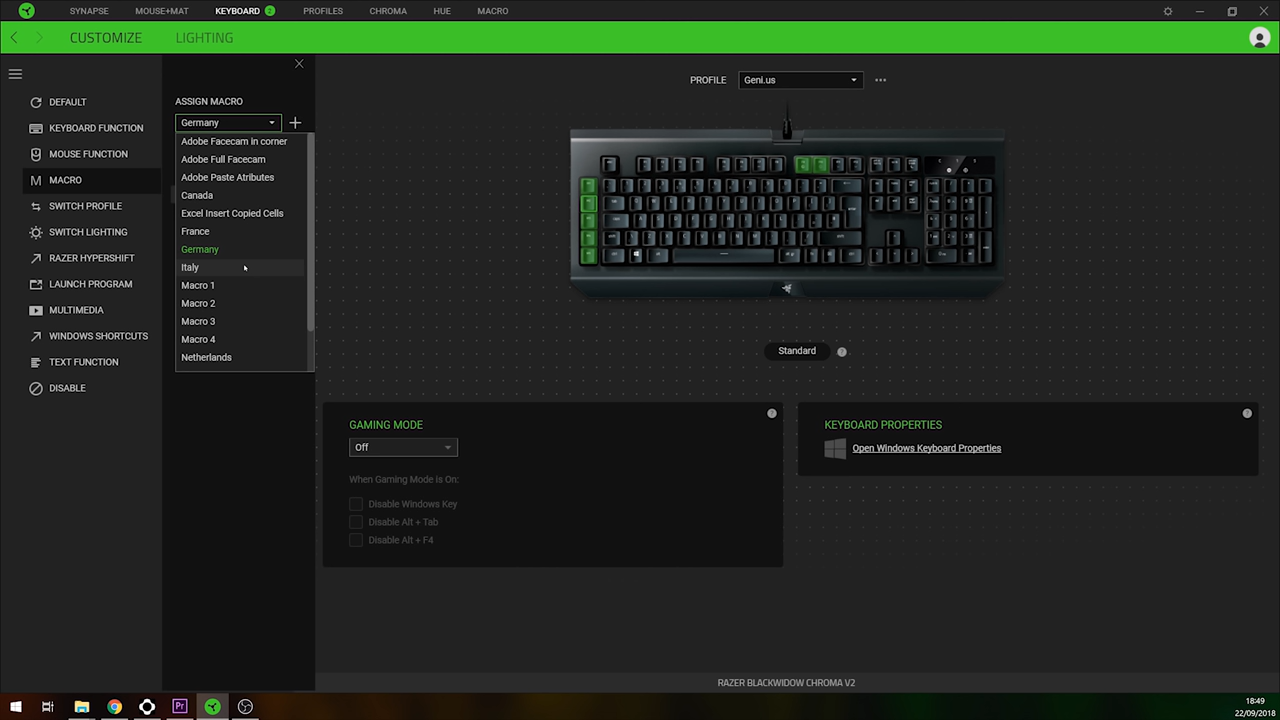 SYNAPSE
MOUSE+MAT
KEYBOARD 2
PROFILES
CHROMA
HUE
MACRO
CUSTOMIZE
LIGHTING
DEFAULT
KEYBOARD FUNCTION
MOUSE FUNCTION
MACRO
SWITCH PROFILE
SWITCH LIGHTING
RAZER HYPERSHIFT
LAUNCH PROGRAM
MULTIMEDIA
WINDOWS SHORTCUTS
TEXT FUNCTION
DISABLE
ASSIGN MACRO
Germany
Adobe Facecam in corner
Adobe Full Facecam
Adobe Paste Atributes
Canada
Excel Insert Copied Cells
France
Germany
Italy
Macro 1
Macro 2
Macro 3
Macro 4
Netherlands
PROFILE
Geni.us
Standard
GAMING MODE
Off
When Gaming Mode is On:
Disable Windows Key
Disable Alt + Tab
Disable Alt + F4
KEYBOARD PROPERTIES
Open Windows Keyboard Properties
RAZER BLACKWIDOW CHROMA V2
Pr
18:49
22/09/2018